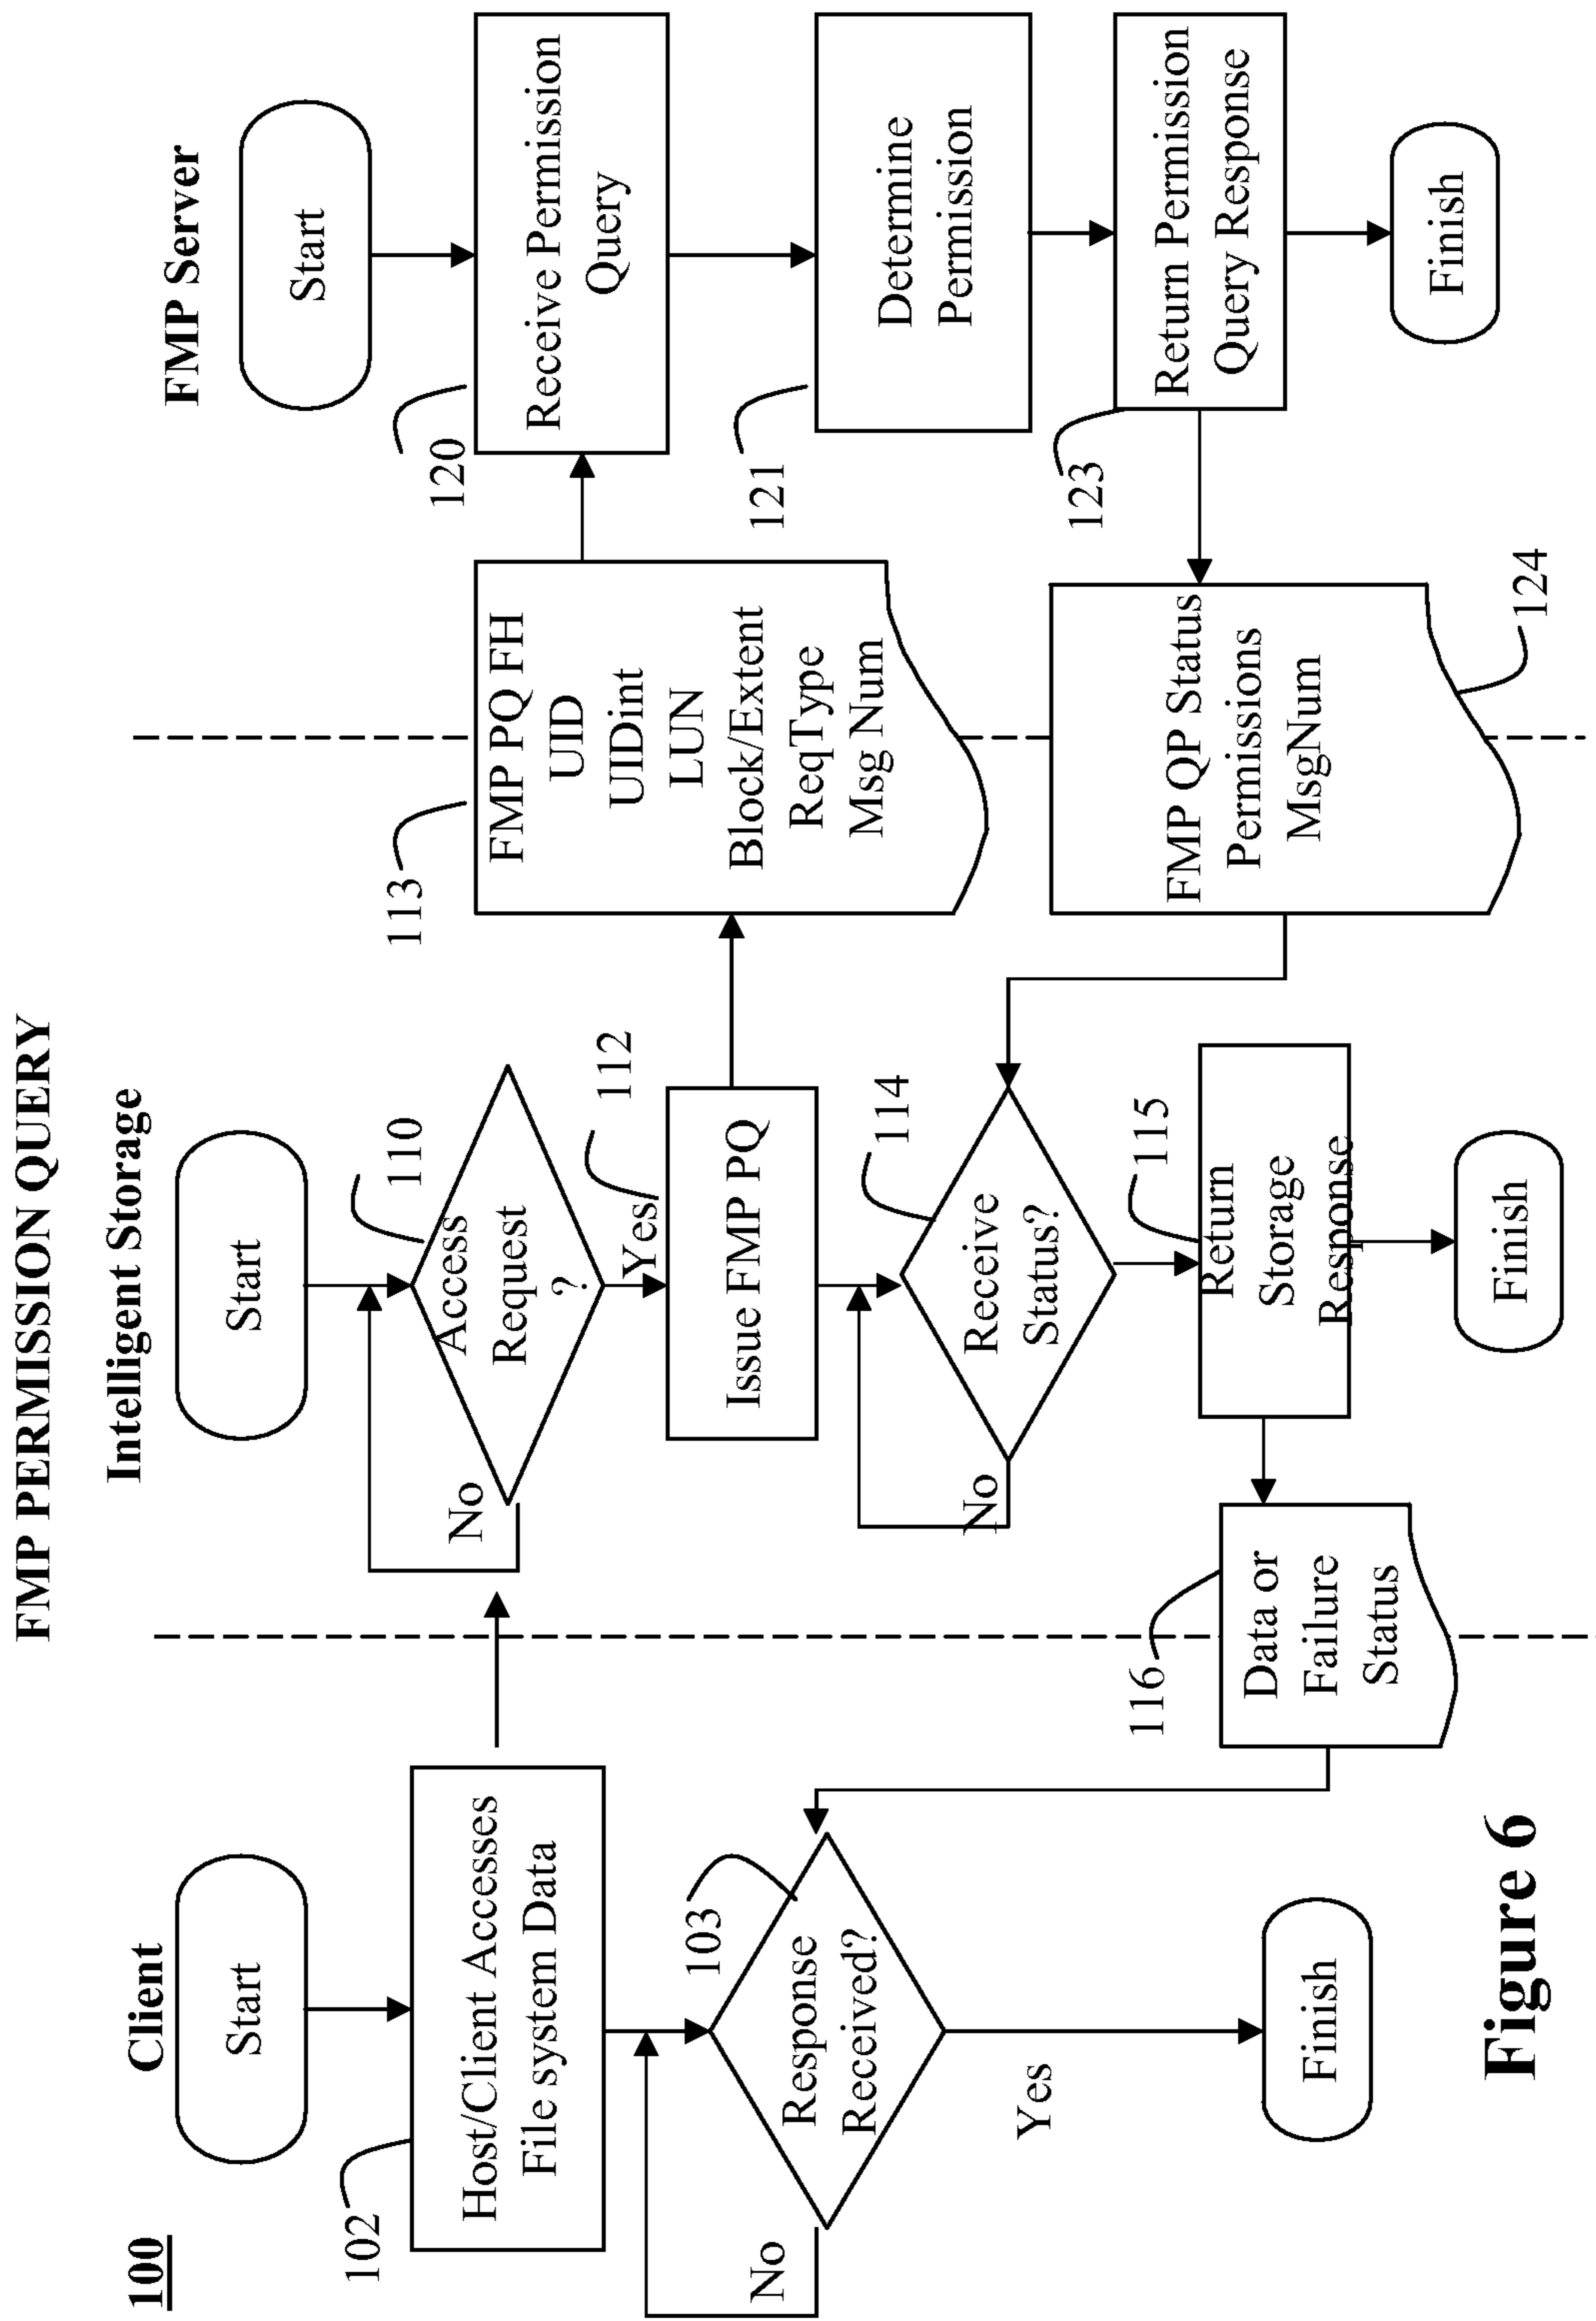 FMP PERMISSION QUERY
100
Client
Start
102
Host/Client Accesses
File system Data
103
Response
Received?
No
Yes
Finish
Intelligent Storage
Start
110
Access
Request
?
No
Yes
112
Issue FMP PQ
114
Receive
Status?
No
115
Return
Storage
Response
Finish
116
Data or
Failure
Status
113
FMP PQ FH
UID
UIDint
LUN
Block/Extent
ReqType
Msg Num
FMP QP Status
Permissions
MsgNum
124
FMP Server
Start
120
Receive Permission
Query
121
Determine
Permission
123
Return Permission
Query Response
Finish
Figure 6